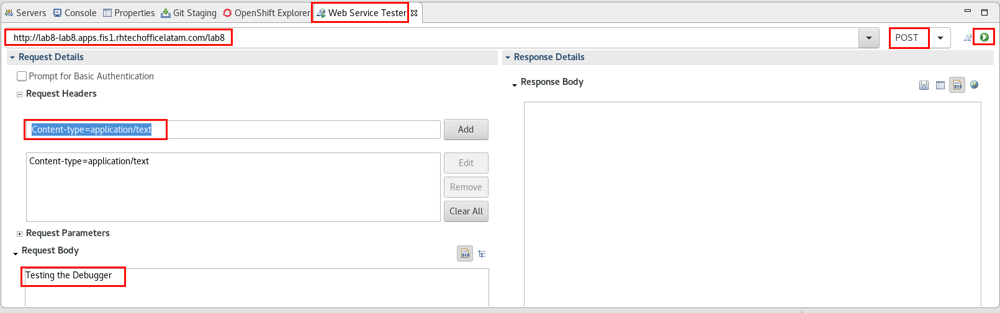 Servers Console Properties Git Staging OpenShift Explorer Web Service Tester
http://lab8-lab8.apps.fis1.rhtechofficelatam.com/lab8 POST
Request Details
Prompt for Basic Authentication
Request Headers
Content-type=application/text Add
Content-type=application/text Edit
Remove
Clear All
Request Parameters
Request Body
010
Testing the Debugger
Response Details
Response Body
010